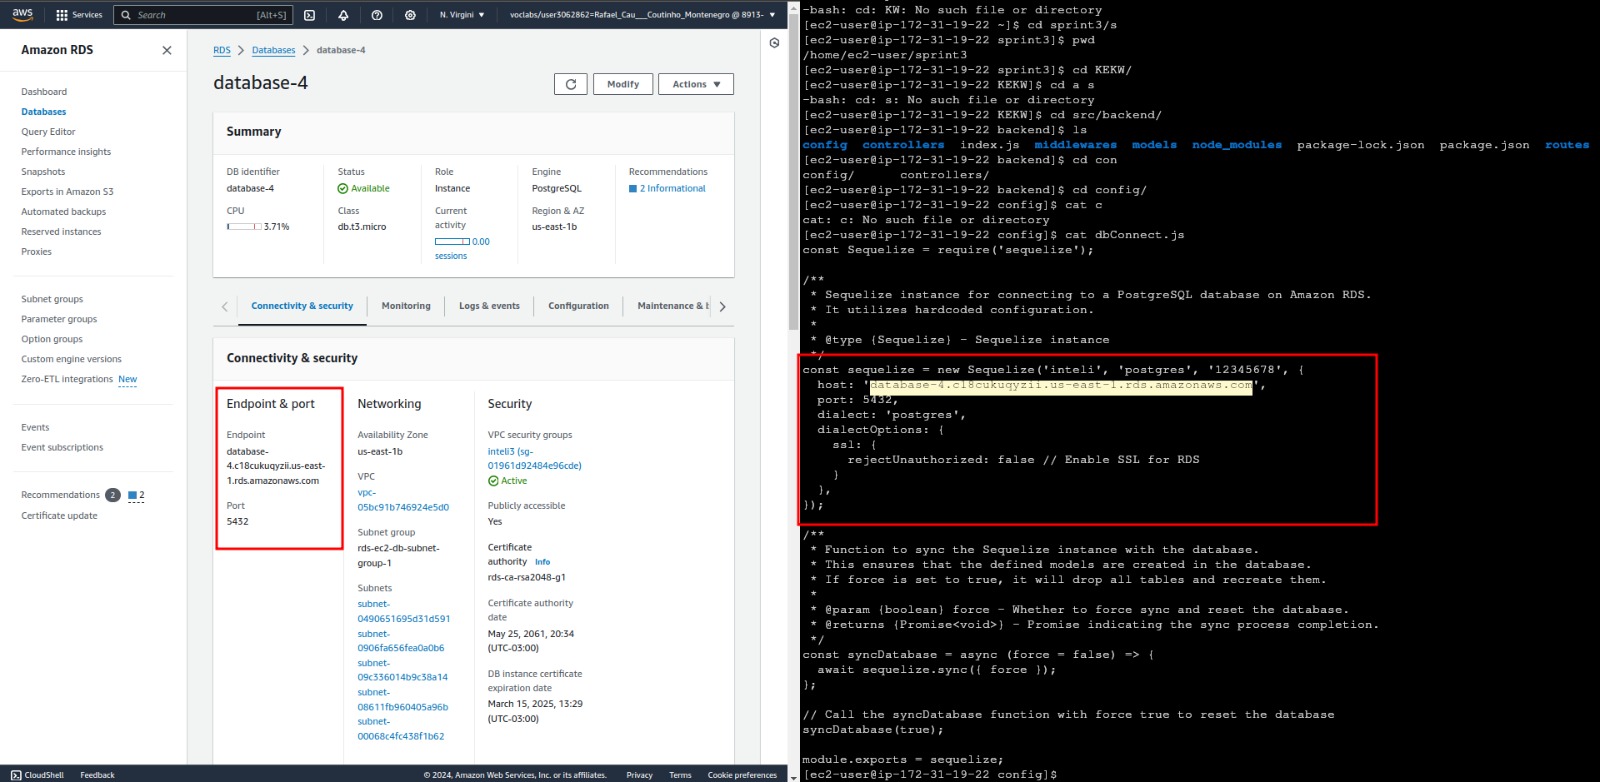 aws
Services
Search
[Alt+S]
N. Virgini
voclabs/user3062862=Rafael_Cau___Coutinho_Montenegro @ 8913-
Amazon RDS
Dashboard
Databases
Query Editor
Performance insights
Snapshots
Exports in Amazon S3
Automated backups
Reserved instances
Proxies
Subnet groups
Parameter groups
Option groups
Custom engine versions
Zero-ETL integrations New
Events
Event subscriptions
Recommendations 2 2
Certificate update
RDS > Databases > database-4
database-4
Modify
Actions
Summary
DB identifier
database-4
CPU
3.71%
Status
Available
Class
db.t3.micro
Role
Instance
Current
activity
0.00
sessions
Engine
PostgreSQL
Region & AZ
us-east-1b
Recommendations
2 Informational
Connectivity & security
Monitoring
Logs & events
Configuration
Maintenance & b
Connectivity & security
Endpoint & port
Endpoint
database-
4.c18cukuqyzii.us-east-
1.rds.amazonaws.com
Port
5432
Networking
Availability Zone
us-east-1b
VPC
vpc-
05bc91b746924e5d0
Subnet group
rds-ec2-db-subnet-
group-1
Subnets
subnet-
0490651695d31d591
subnet-
0906fa656fea0a0b6
subnet-
09c336014b9c38a14
subnet-
08611fb960405a96b
subnet-
00068c4fc438f1b62
Security
VPC security groups
inteli3 (sg-
01961d92484e96cde)
Active
Publicly accessible
Yes
Certificate
authority Info
rds-ca-rsa2048-g1
Certificate authority
date
May 25, 2061, 20:34
(UTC-03:00)
DB instance certificate
expiration date
March 15, 2025, 13:29
(UTC-03:00)
CloudShell
Feedback
© 2024, Amazon Web Services, Inc. or its affiliates.
Privacy
Terms
Cookie preferences
-bash: cd: KW: No such file or directory
[ec2-user@ip-172-31-19-22 ~]$ cd sprint3/s
[ec2-user@ip-172-31-19-22 sprint3]$ pwd
/home/ec2-user/sprint3
[ec2-user@ip-172-31-19-22 sprint3]$ cd KEKW/
[ec2-user@ip-172-31-19-22 KEKW]$ cd a s
-bash: cd: s: No such file or directory
[ec2-user@ip-172-31-19-22 KEKW]$ cd src/backend/
[ec2-user@ip-172-31-19-22 backend]$ ls
config controllers index.js middlewares models node_modules package-lock.json package.json routes
[ec2-user@ip-172-31-19-22 backend]$ cd con
config/ controllers/
[ec2-user@ip-172-31-19-22 backend]$ cd config/
[ec2-user@ip-172-31-19-22 config]$ cat c
cat: c: No such file or directory
[ec2-user@ip-172-31-19-22 config]$ cat dbConnect.js
const Sequelize = require('sequelize');
/**
* Sequelize instance for connecting to a PostgreSQL database on Amazon RDS.
* It utilizes hardcoded configuration.
*
* @type {Sequelize} - Sequelize instance
*/
const sequelize = new Sequelize('inteli', 'postgres', '12345678', {
host: 'database-4.c18cukuqyzii.us-east-1.rds.amazonaws.com',
port: 5432,
dialect: 'postgres',
dialectOptions: {
ssl: {
rejectUnauthorized: false // Enable SSL for RDS
}
},
});
/**
* Function to sync the Sequelize instance with the database.
* This ensures that the defined models are created in the database.
* If force is set to true, it will drop all tables and recreate them.
*
* @param {boolean} force - Whether to force sync and reset the database.
* @returns {Promise<void>} - Promise indicating the sync process completion.
*/
const syncDatabase = async (force = false) => {
await sequelize.sync({ force });
};
// Call the syncDatabase function with force true to reset the database
syncDatabase(true);
module.exports = sequelize;
[ec2-user@ip-172-31-19-22 config]$